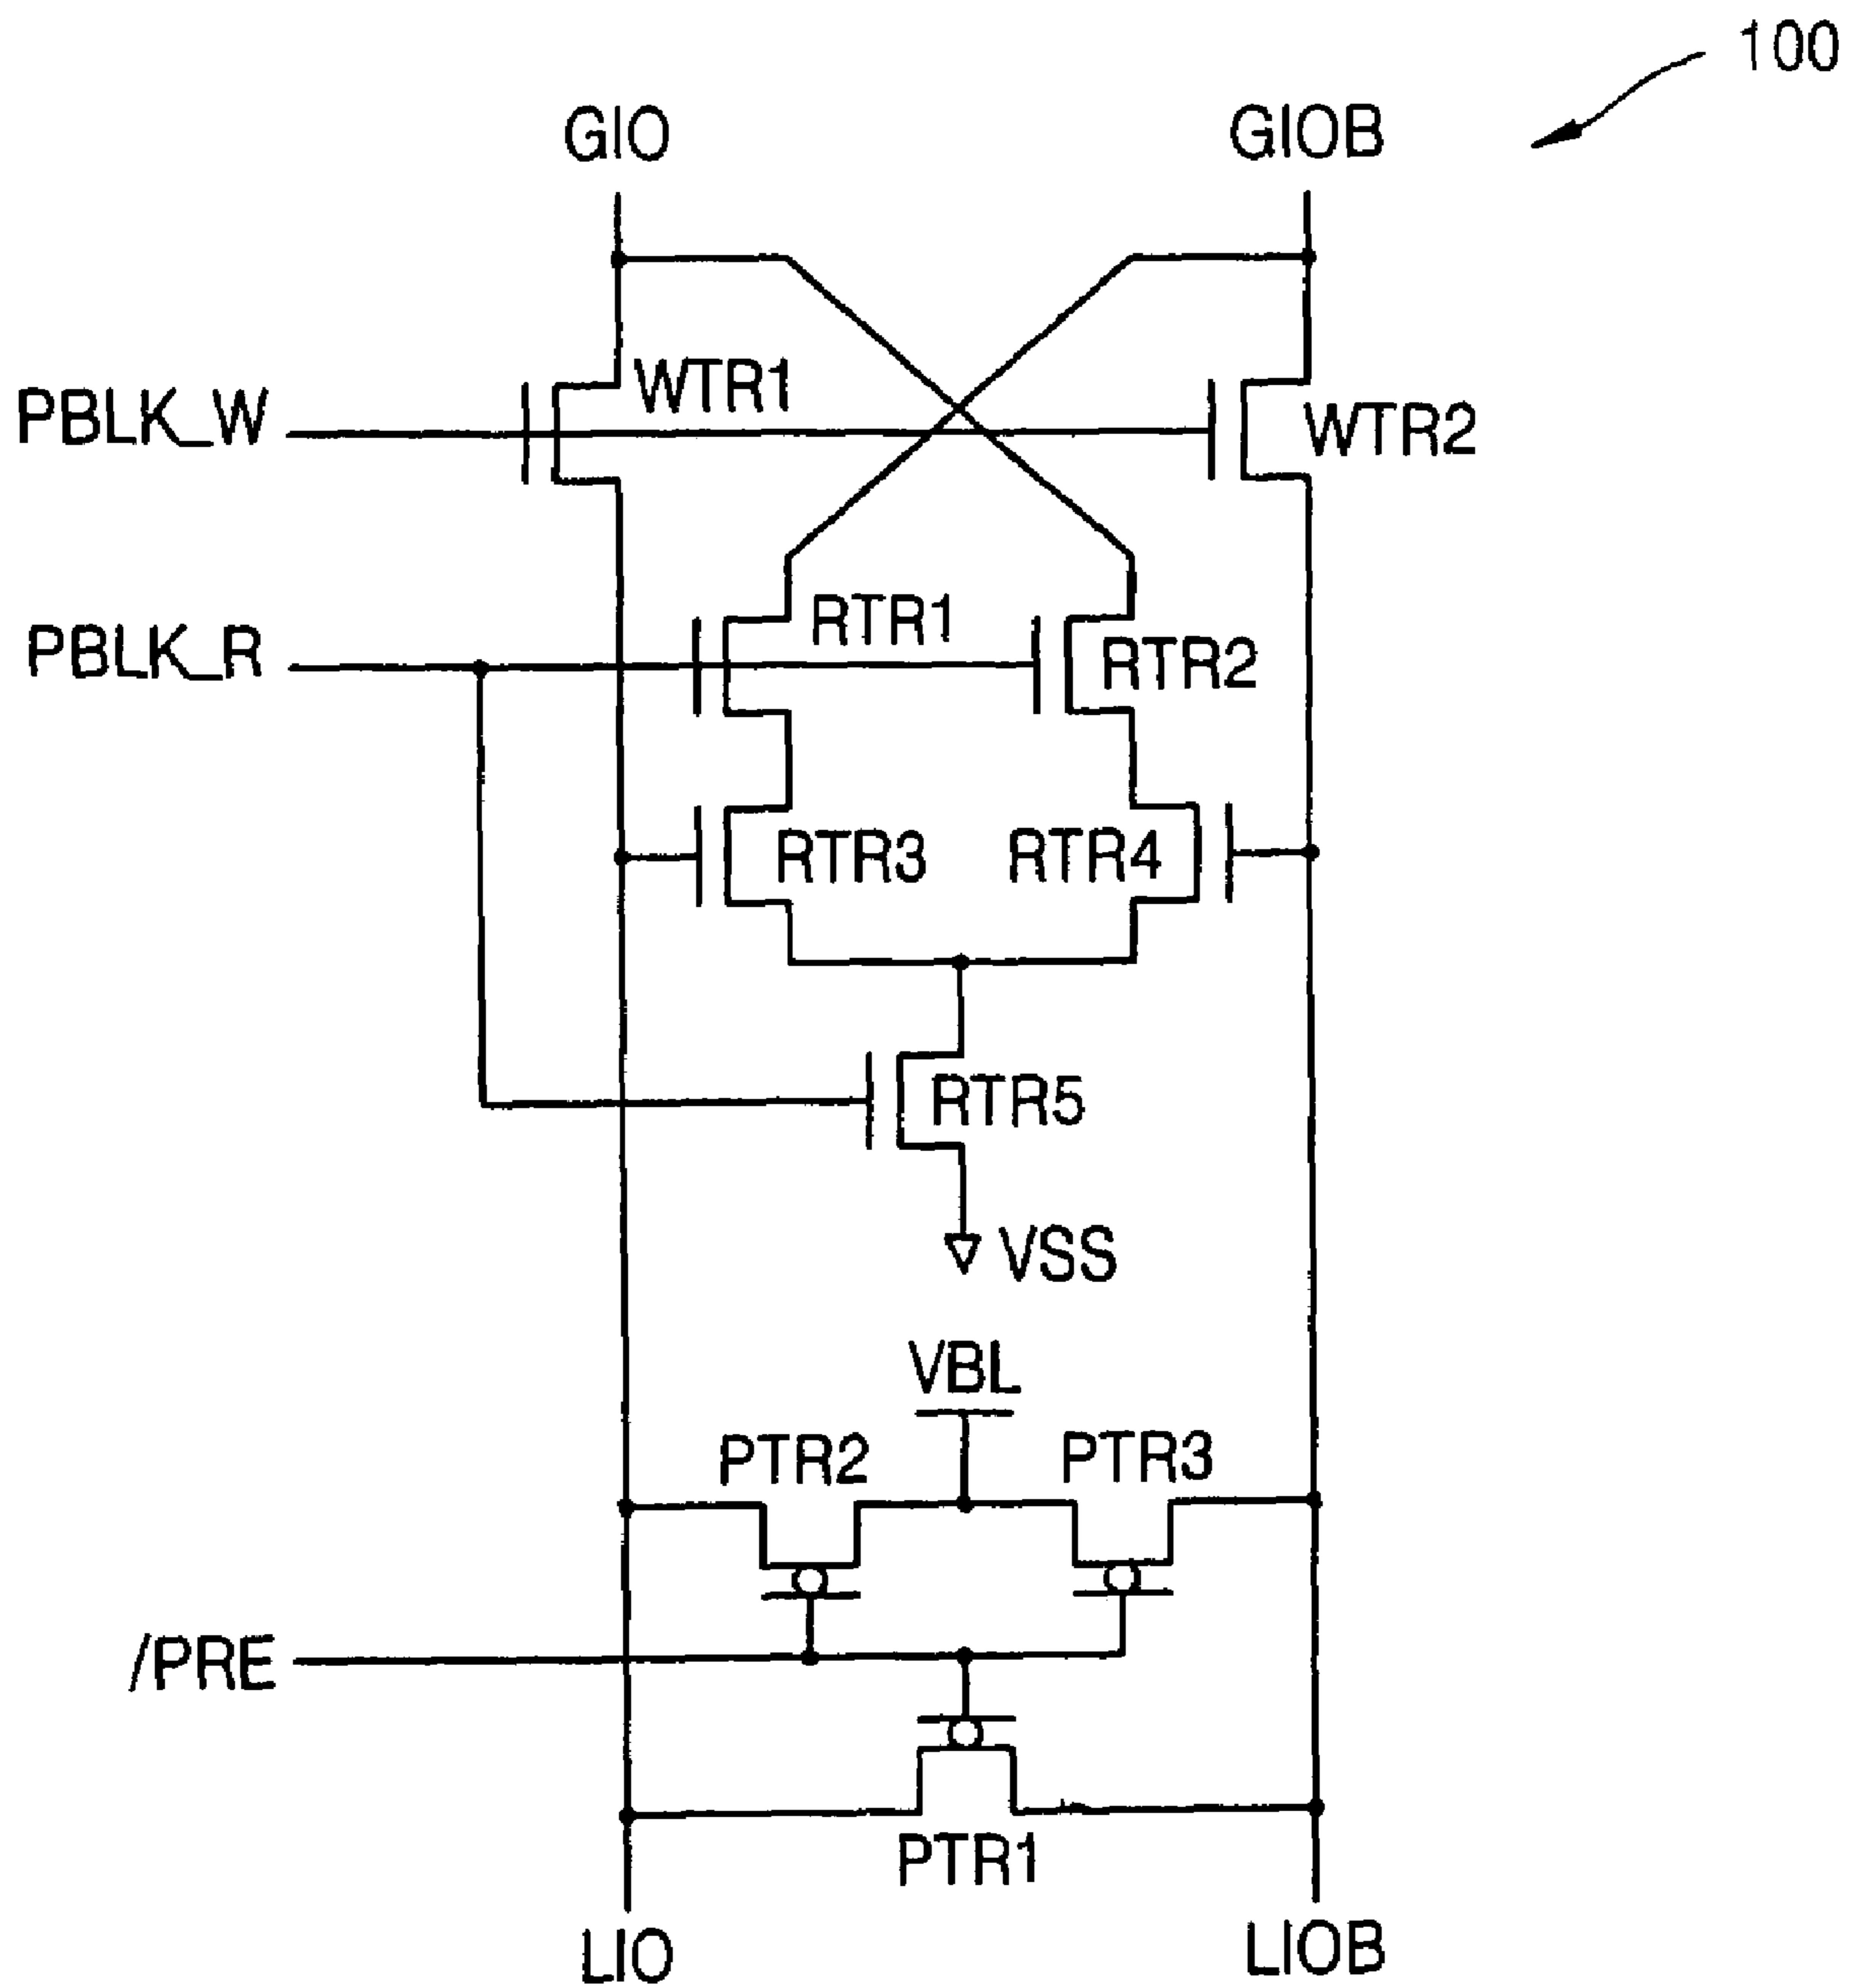 100
GIO
GIOB
WTR1
PBLK_W
WTR2
RTR1
PBLK_R
RTR2
RTR3
RTR4
RTR5
VSS
VBL
PTR2
PTR3
/PRE
PTR1
LIO
LIOB